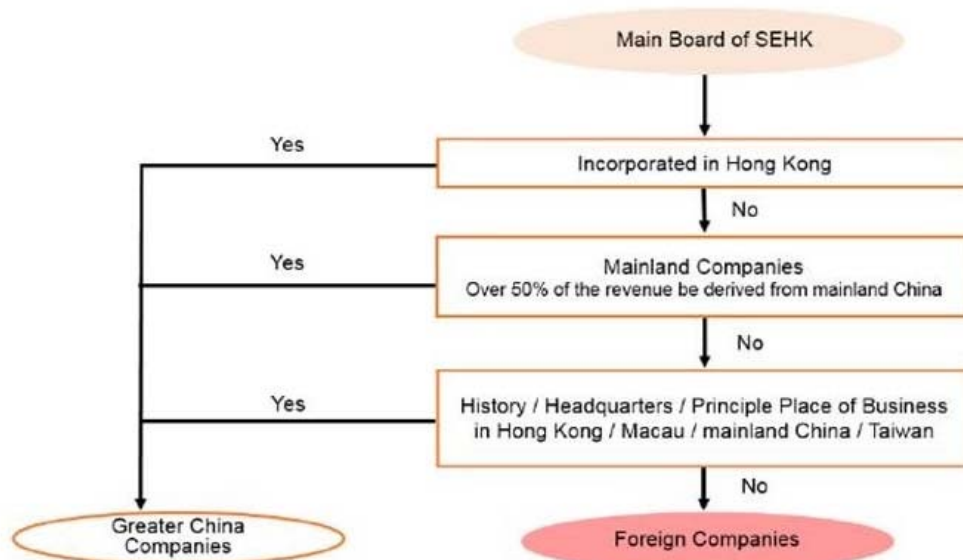 Main Board of SEHK
Yes
Incorporated in Hong Kong
No
Yes
Mainland Companies
Over 50% of the revenue be derived from mainland China
No
Yes
History / Headquarters / Principle Place of Business
in Hong Kong / Macau / mainland China / Taiwan
No
Greater China
Companies
Foreign Companies